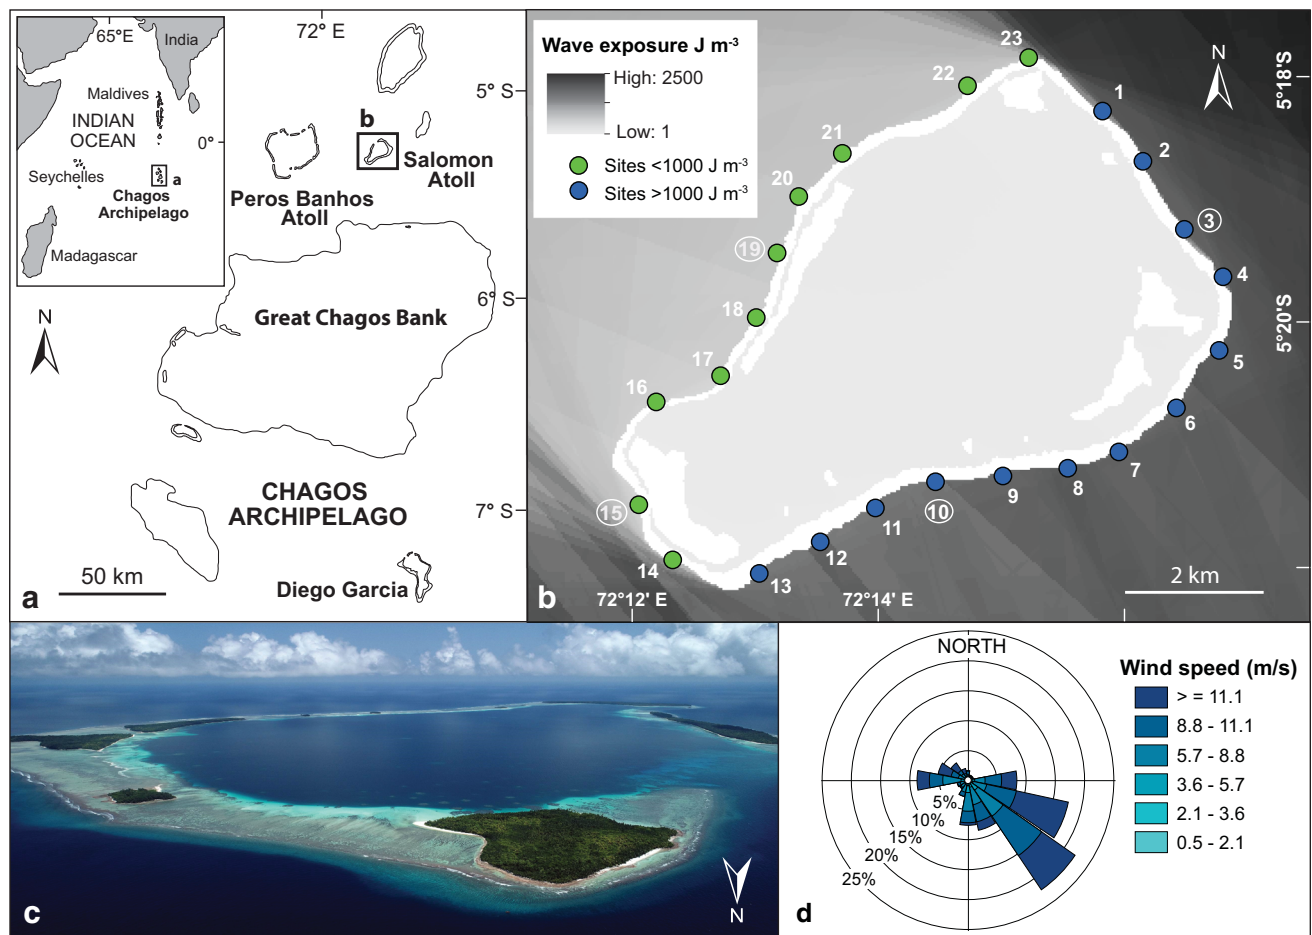 65°E
India
Maldives
INDIAN
OCEAN
0°
Seychelles
a
Chagos
Archipelago
Madagascar
72° E
5° S
b
Salomon
Atoll
Peros Banhos
Atoll
6° S
Great Chagos Bank
N
7° S
CHAGOS
ARCHIPELAGO
50 km
Diego Garcia
a
Wave exposure J m-3
High: 2500
Low: 1
Sites <1000 J m-3
Sites >1000 J m-3
23
22
N
5°18'S
1
21
2
20
3
19
4
18
5°20'S
5
17
16
6
7
8
9
10
15
11
12
14
13
2 km
72°12' E
72°14' E
b
c
N
NORTH
5%
10%
15%
20%
25%
d
Wind speed (m/s)
> = 11.1
8.8 - 11.1
5.7 - 8.8
3.6 - 5.7
2.1 - 3.6
0.5 - 2.1